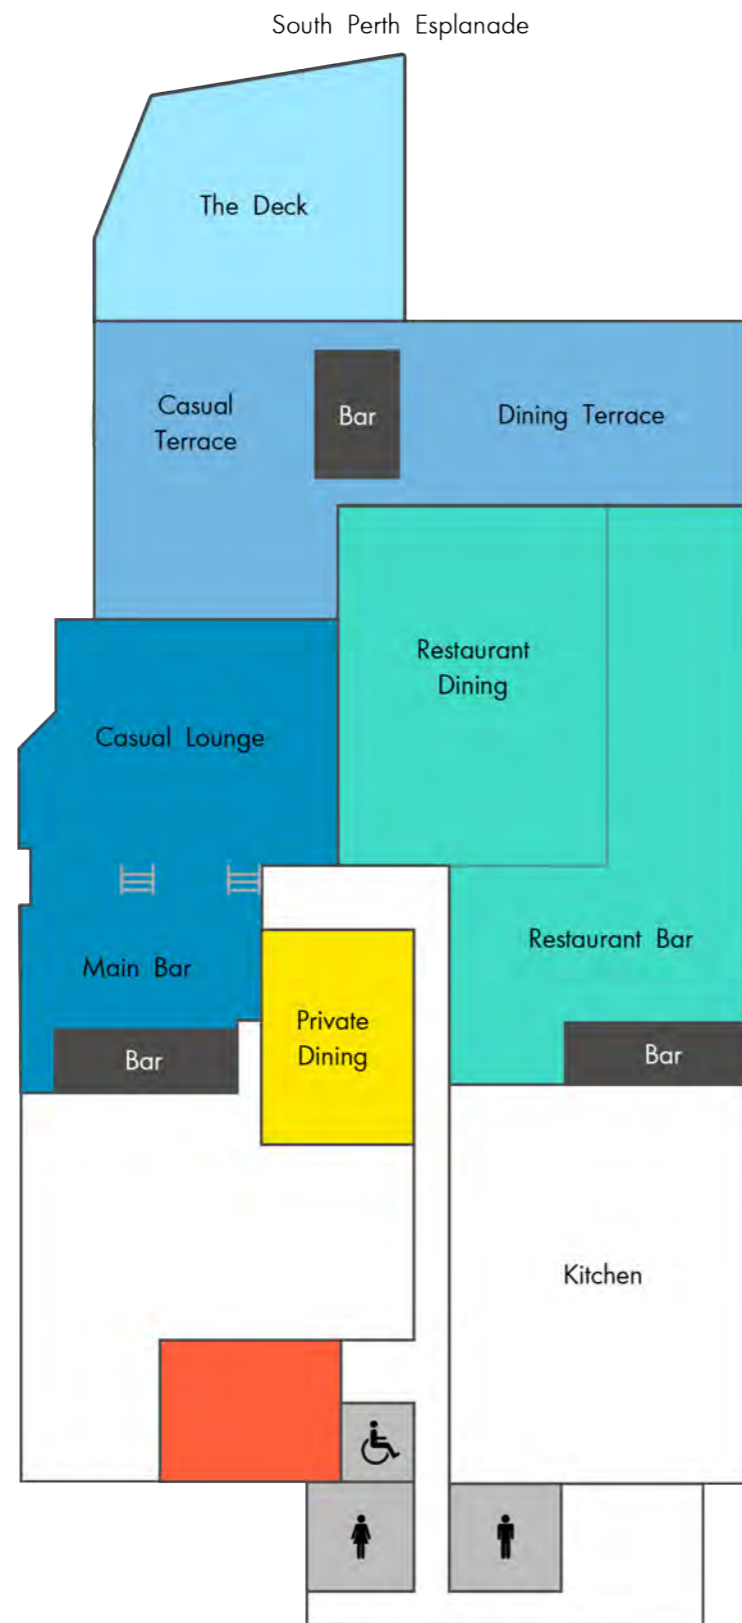 South Perth Esplanade
The Deck
Casual
Terrace
Bar
Dining Terrace
Restaurant
Dining
Casual Lounge
Restaurant Bar
Main Bar
Private
Dining
Bar
Bar
Kitchen